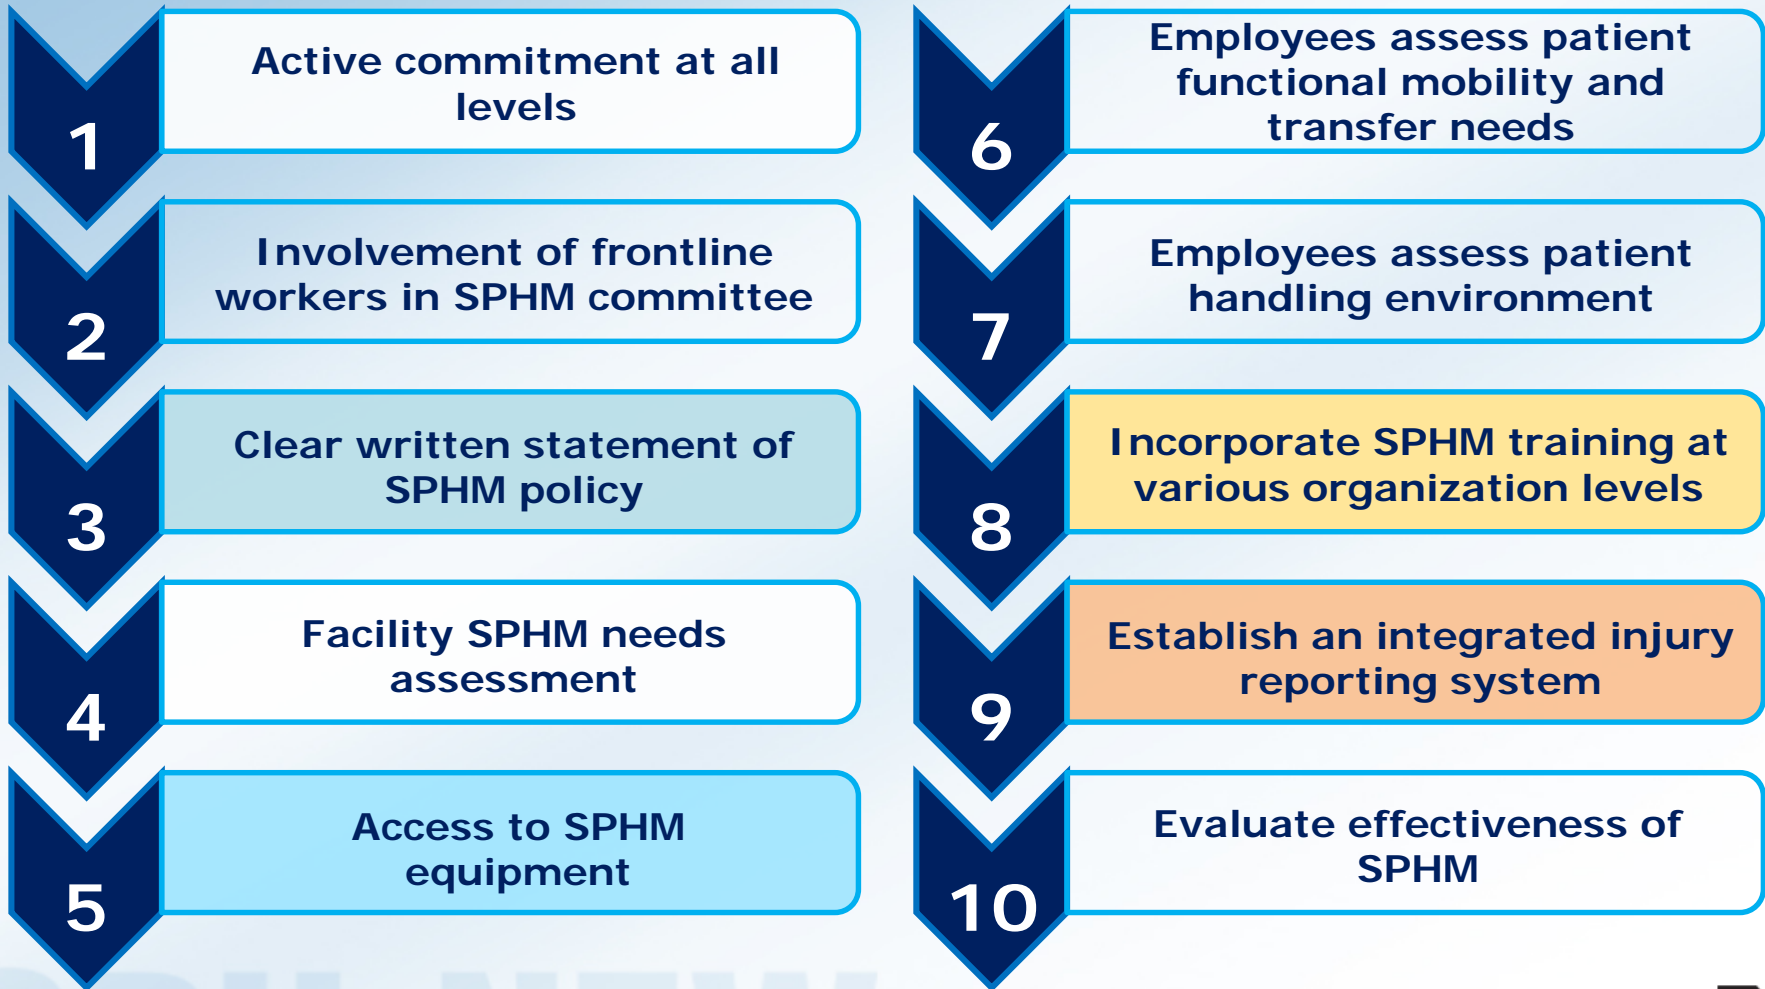 1
Active commitment at all
levels
2
Involvement of frontline
workers in SPHM committee
3
Clear written statement of
SPHM policy
4
Facility SPHM needs
assessment
5
Access to SPHM
equipment
6
Employees assess patient
functional mobility and
transfer needs
7
Employees assess patient
handling environment
8
Incorporate SPHM training at
various organization levels
9
Establish an integrated injury
reporting system
10
Evaluate effectiveness of
SPHM